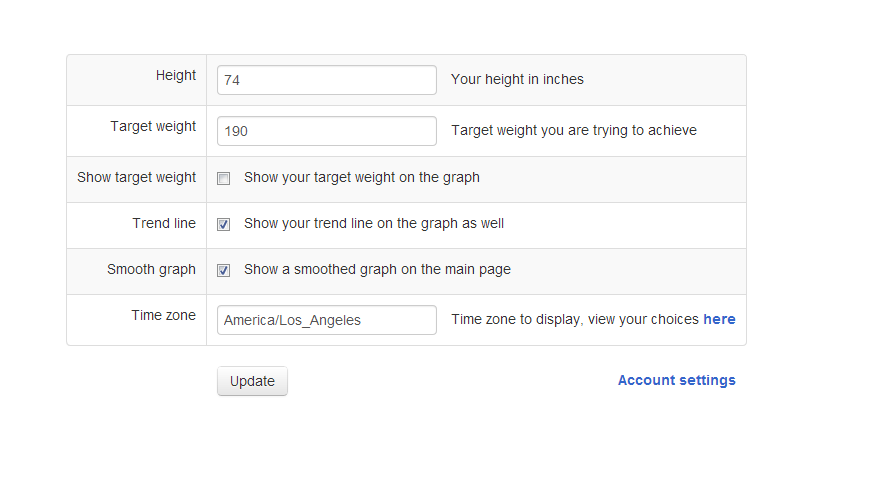 Height 74 Your height in inches
Target weight 190 Target weight you are trying to achieve
Show target weight Show your target weight on the graph
Trend line Show your trend line on the graph as well
Smooth graph Show a smoothed graph on the main page
Time zone America/Los_Angeles Time zone to display, view your choices here
Update Account settings